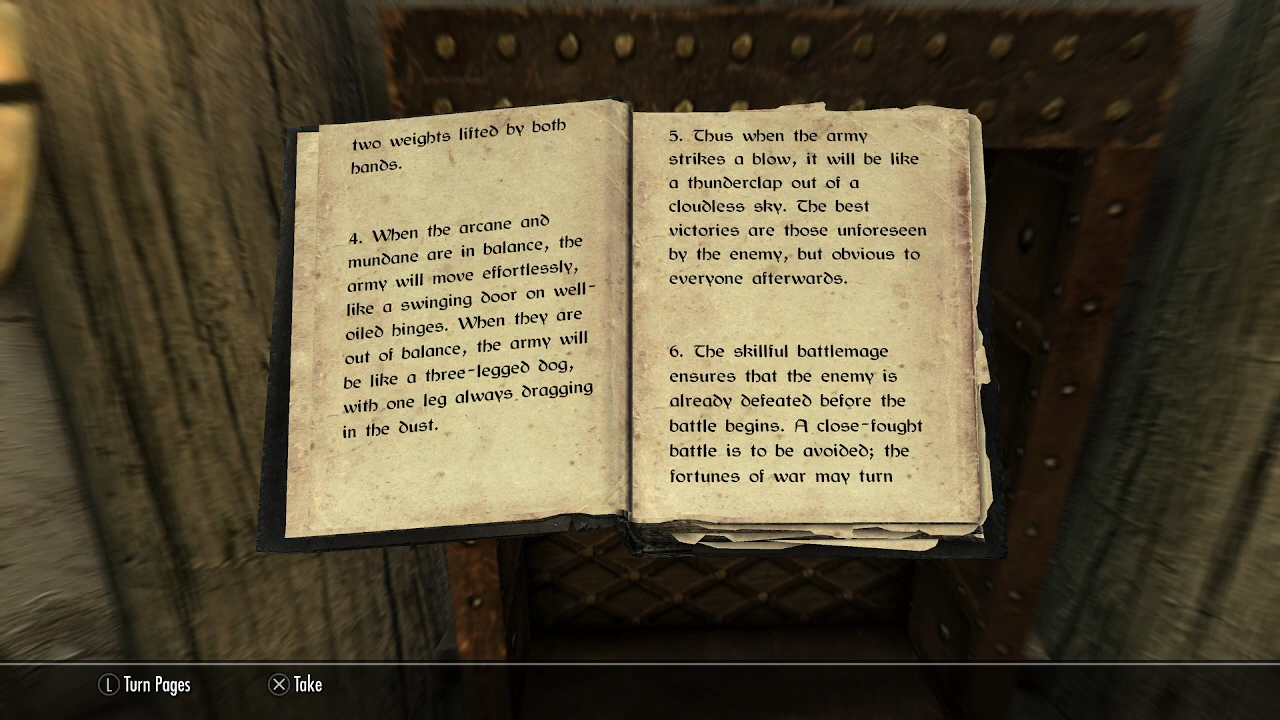 two weights lifted by both
hands.
4. When the arcane and
mundane are in balance, the
army will move effortlessly,
like a swinging door on well-
oiled hinges. When they are
out of balance, the army will
be like a three-legged dog,
with one leg always dragging
in the dust.
5. Thus when the army
strikes a blow, it will be like
a thunderclap out of a
cloudless sky. The best
victories are those unforeseen
by the enemy, but obvious to
everyone afterwards.
6. The skillful battlemage
ensures that the enemy is
already defeated before the
battle begins. A close-fought
battle is to be avoided; the
fortunes of war may turn
L Turn Pages
X Take